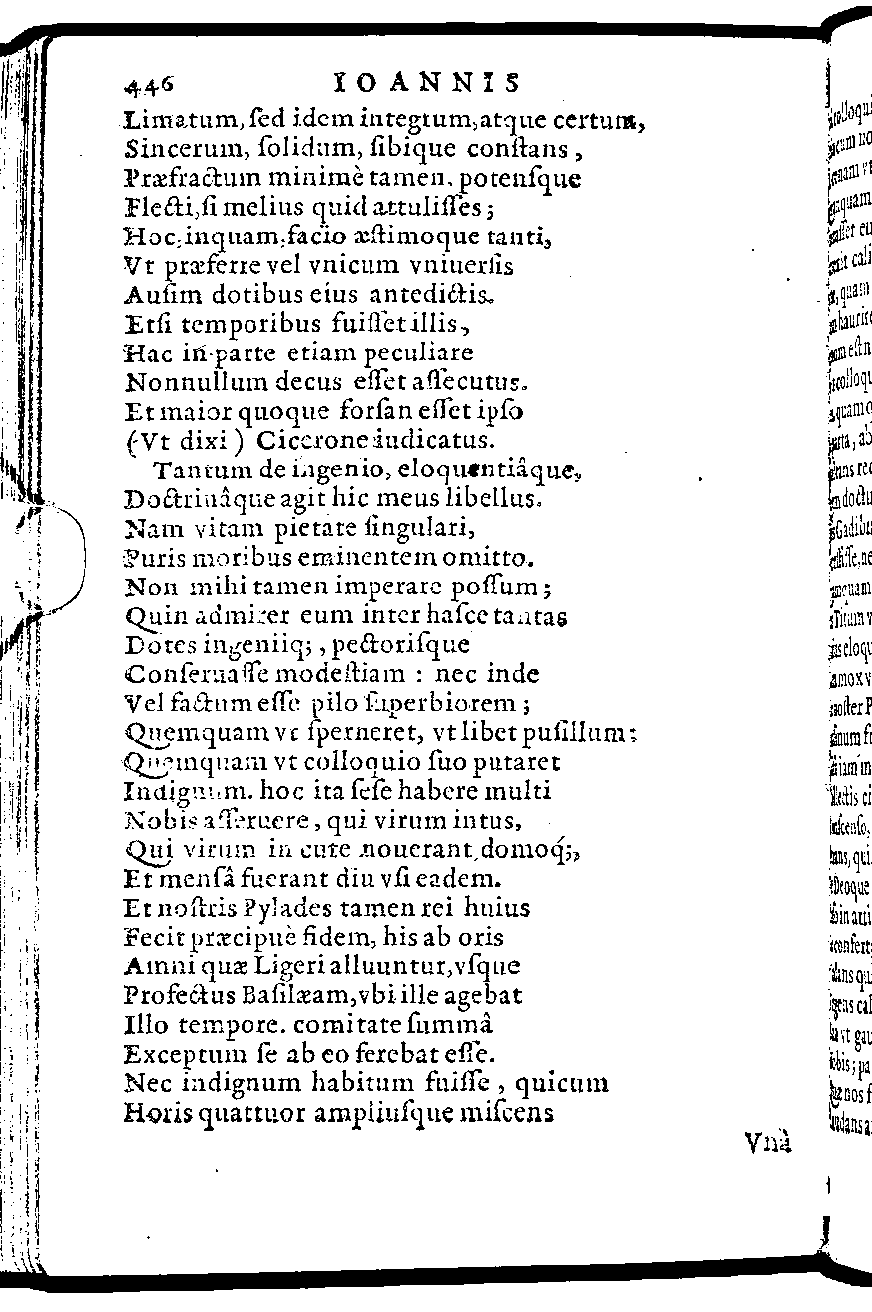 446 IOANNIS
Limatum, ſed idem integrum, atque certum,
Sincerum, ſolidum, ſibique conſtans,
Præfractum minimè tamen, potenſque
Flecti, ſi melius quid attuliſſes;
Hoc, inquam, facio æſtimoque tanti,
Vt præferre vel vnicum vniuerſis
Auſim dotibus eius antedictis.
Etſi temporibus fuiſſet illis,
Hac in parte etiam peculiare
Nonnullum decus eſſet aſſecutus.
Et maior quoque forſan eſſet ipſo
(Vt dixi) Cicerone iudicatus.
Tantum de ingenio, eloquentiâque,
Doctrinâque agit hic meus libellus.
Nam vitam pietate ſingulari,
Puris moribus eminentem omitto.
Non mihi tamen imperare poſſum;
Quin admirer eum inter haſce tantas
Dotes ingeniiq;, pectoriſque
Conſeruaſſe modeſtiam: nec inde
Vel factum eſſe pilo ſuperbiorem;
Quemquam vt ſperneret, vt libet puſillum:
Quemquam vt colloquio ſuo putaret
Indignum. hoc ita ſeſe habere multi
Nobis aſſeruere, qui virum intus,
Qui virum in cute nouerant, domoq́;,
Et menſâ fuerant diu vſi eadem.
Et noſtris Pylades tamen rei huius
Fecit præcipuè fidem, his ab oris
Amni quæ Ligeri alluuntur, vſque
Profectus Baſilæam, vbi ille agebat
Illo tempore. comitate ſummâ
Exceptum ſe ab eo ferebat eſſe.
Nec indignum habitum fuiſſe, quicum
Horis quattuor ampliuſque miſcens
Vnà